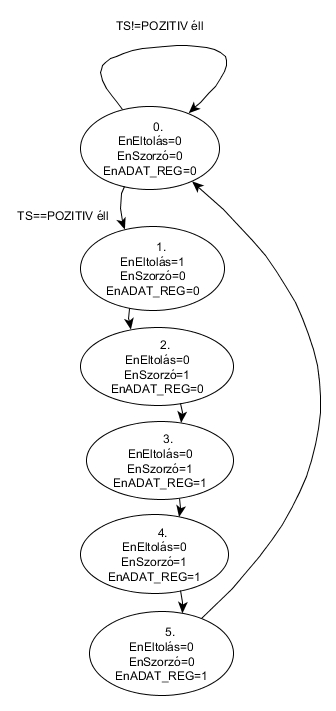 TS!=POZITIV éll
0.
EnEltolás=0
EnSzorzó=0
EnADAT_REG=0
TS==POZITIV éll
1.
EnEltolás=1
EnSzorzó=0
EnADAT_REG=0
2.
EnEltolás=0
EnSzorzó=1
EnADAT_REG=0
3.
EnEltolás=0
EnSzorzó=1
EnADAT_REG=1
4.
EnEltolás=0
EnSzorzó=1
EnADAT_REG=1
5.
EnEltolás=0
EnSzorzó=0
EnADAT_REG=1